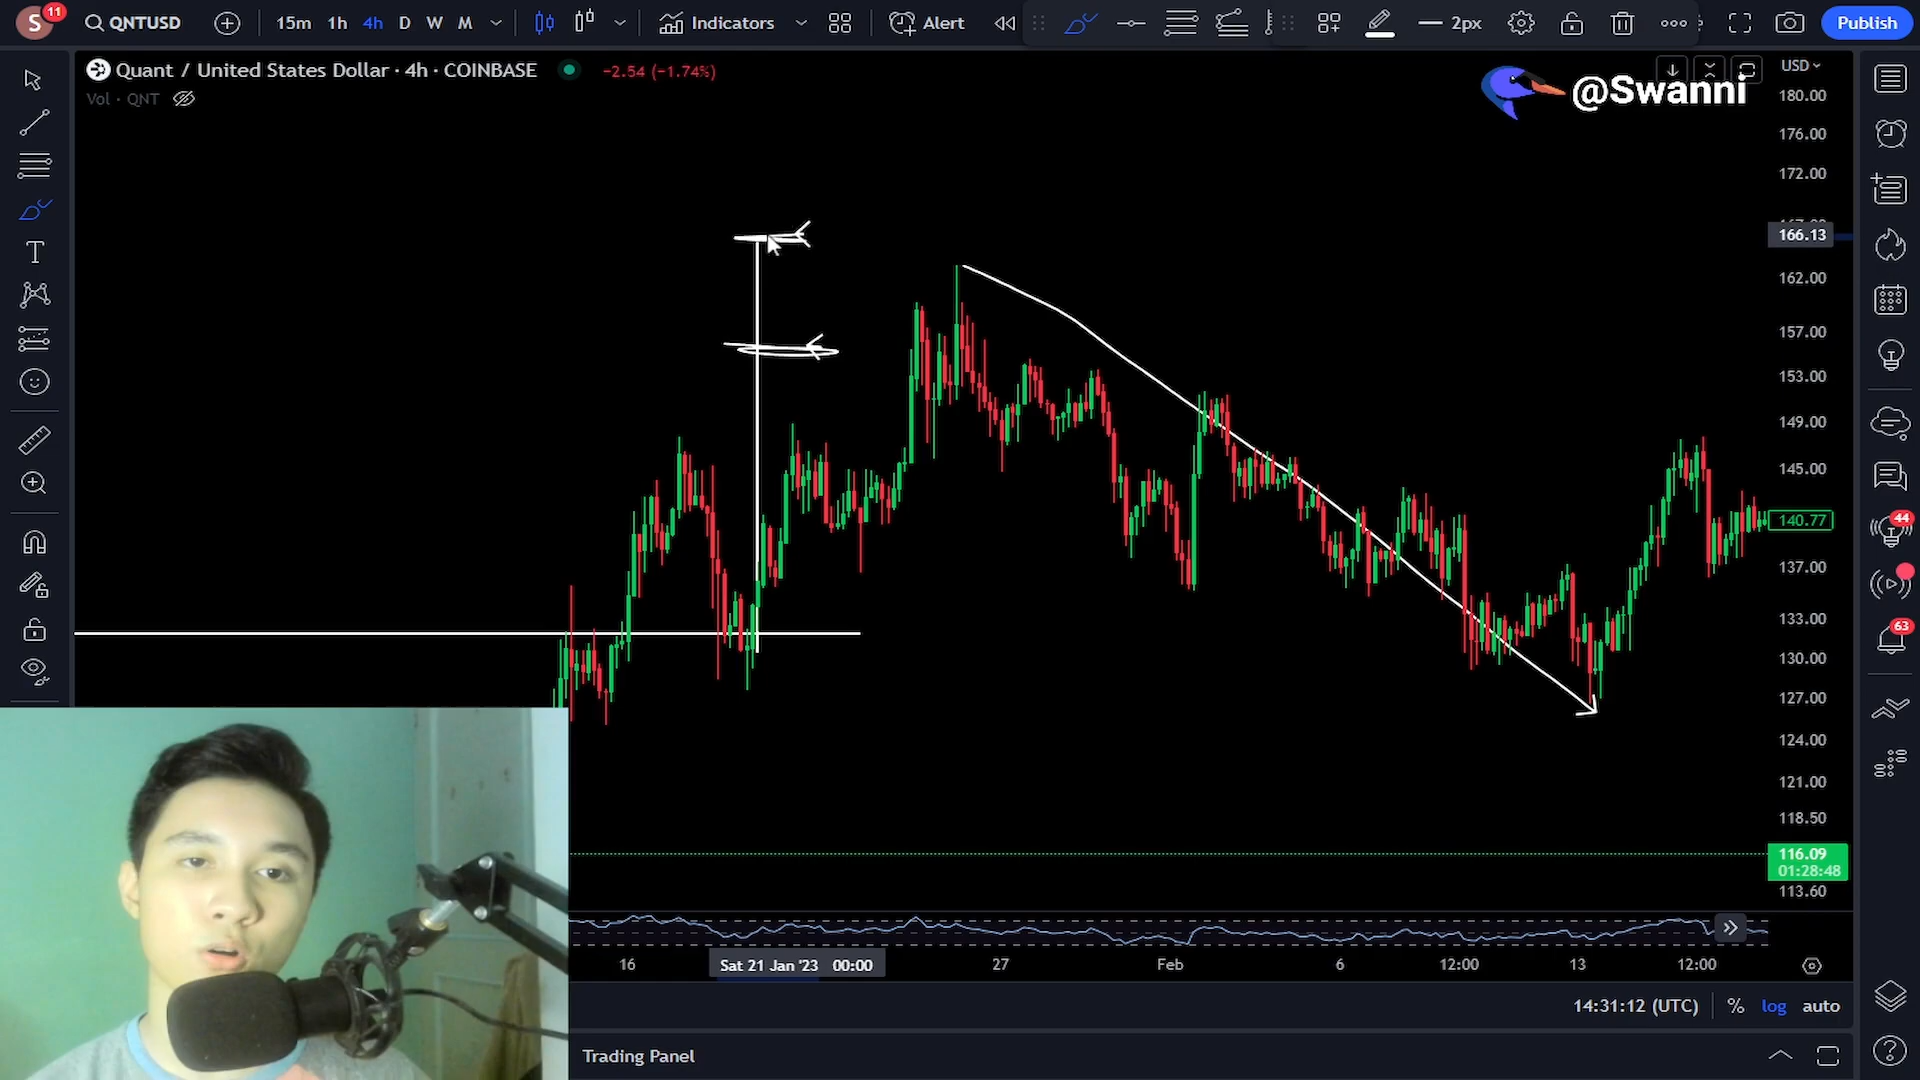 S 11 QNTUSD 15m 1h 4h D W M Indicators Alert 2px Publish
Quant / United States Dollar · 4h · COINBASE −2.54 (−1.74%)
Vol · QNT
@Swanni
USD
180.00
176.00
172.00
166.13
162.00
157.00
153.00
149.00
145.00
140.77
137.00
133.00
130.00
127.00
124.00
121.00
118.50
116.09
01:28:48
113.60
T
44
63
16 Sat 21 Jan '23 00:00 27 Feb 6 12:00 13 12:00
14:31:12 (UTC) % log auto
Trading Panel